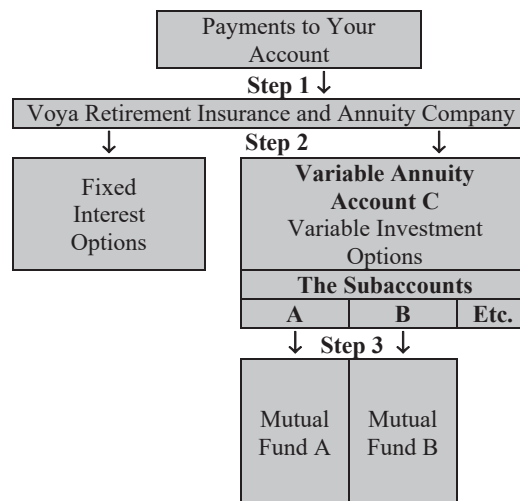 Payments to Your
Account
Step 1 ↓
Voya Retirement Insurance and Annuity Company
↓ Step 2 ↓
Fixed
Interest
Options
Variable Annuity
Account C
Variable Investment
Options
The Subaccounts
A B Etc.
↓ Step 3 ↓
Mutual
Fund A
Mutual
Fund B